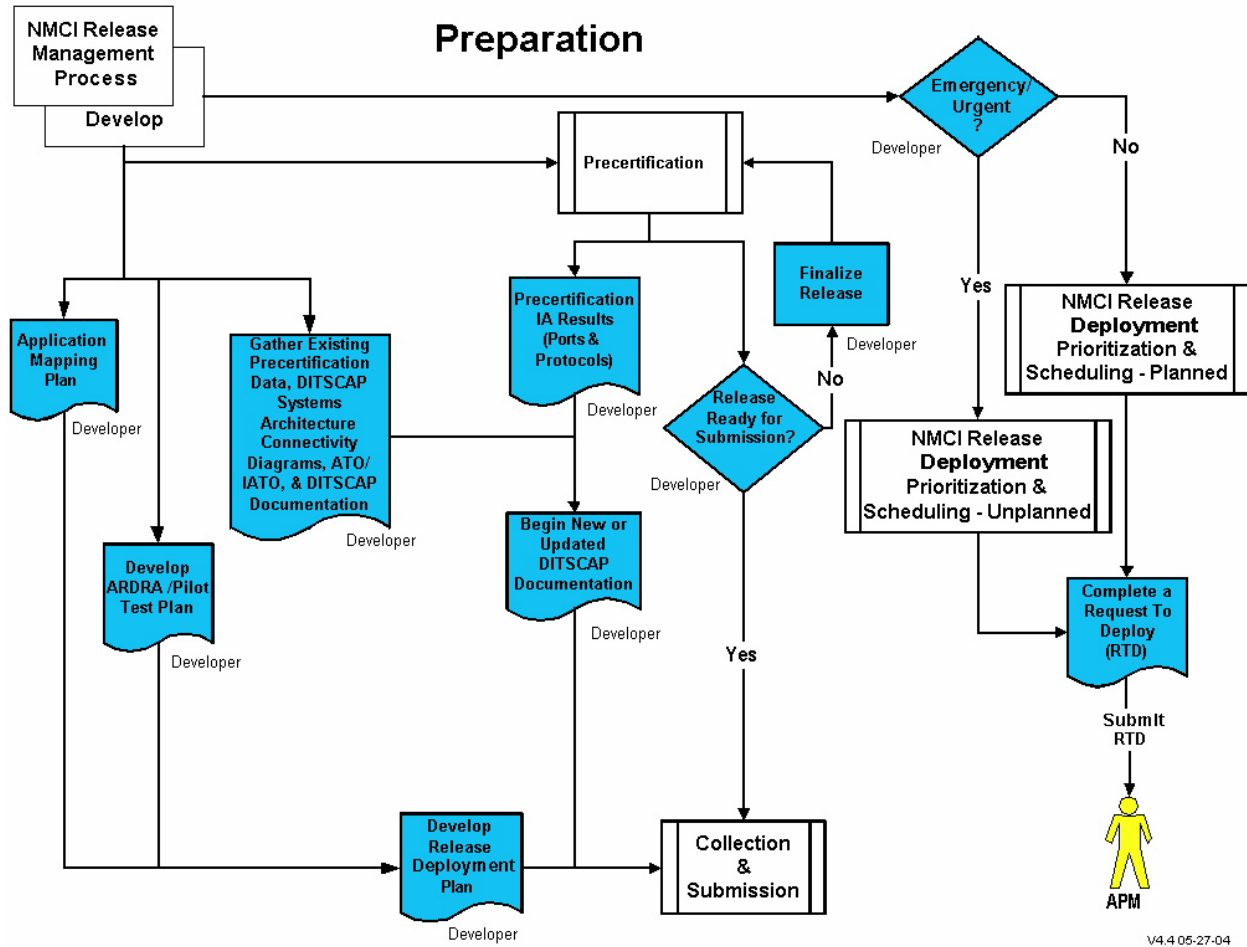 Preparation
NMCI Release
Management
Process
Develop
Emergency/
Urgent
?
Developer
No
Yes
Precertification
Finalize
Release
Developer
No
Precertification
IA Results
(Ports &
Protocols)
Developer
Application
Mapping
Plan
Developer
Gather Existing
Precertification
Data, DITSCAP
Systems
Architecture
Connectivity
Diagrams, ATO/
IATO, & DITSCAP
Documentation
Developer
Release
Ready for
Submission?
Developer
Yes
NMCI Release
Deployment
Prioritization &
Scheduling - Planned
NMCI Release
Deployment
Prioritization &
Scheduling - Unplanned
Develop
ARDRA /Pilot
Test Plan
Developer
Begin New or
Updated
DITSCAP
Documentation
Developer
Complete a
Request To
Deploy
(RTD)
Submit
RTD
APM
Develop
Release
Deployment
Plan
Developer
Collection
&
Submission
V4.4 05-27-04